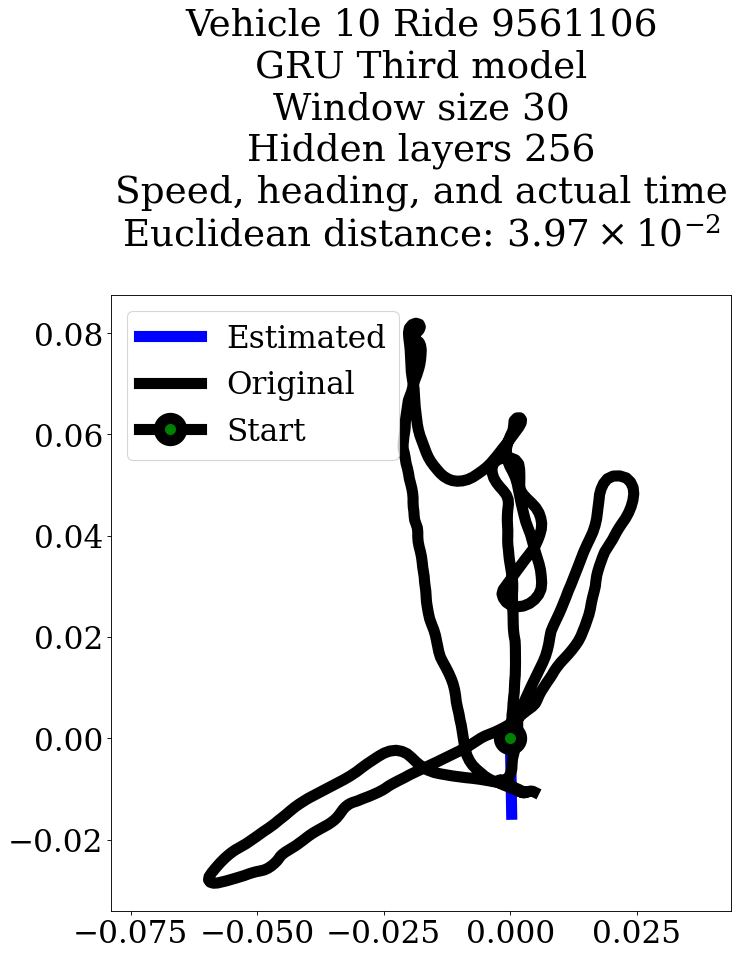 Vehicle 10 Ride 9561106
GRU Third model
Window size 30
Hidden layers 256
Speed, heading, and actual time
Euclidean distance: 3.97 × 10⁻²
Estimated
Original
Start
0.08
0.06
0.04
0.02
0.00
−0.02
−0.075 −0.050 −0.025 0.000 0.025